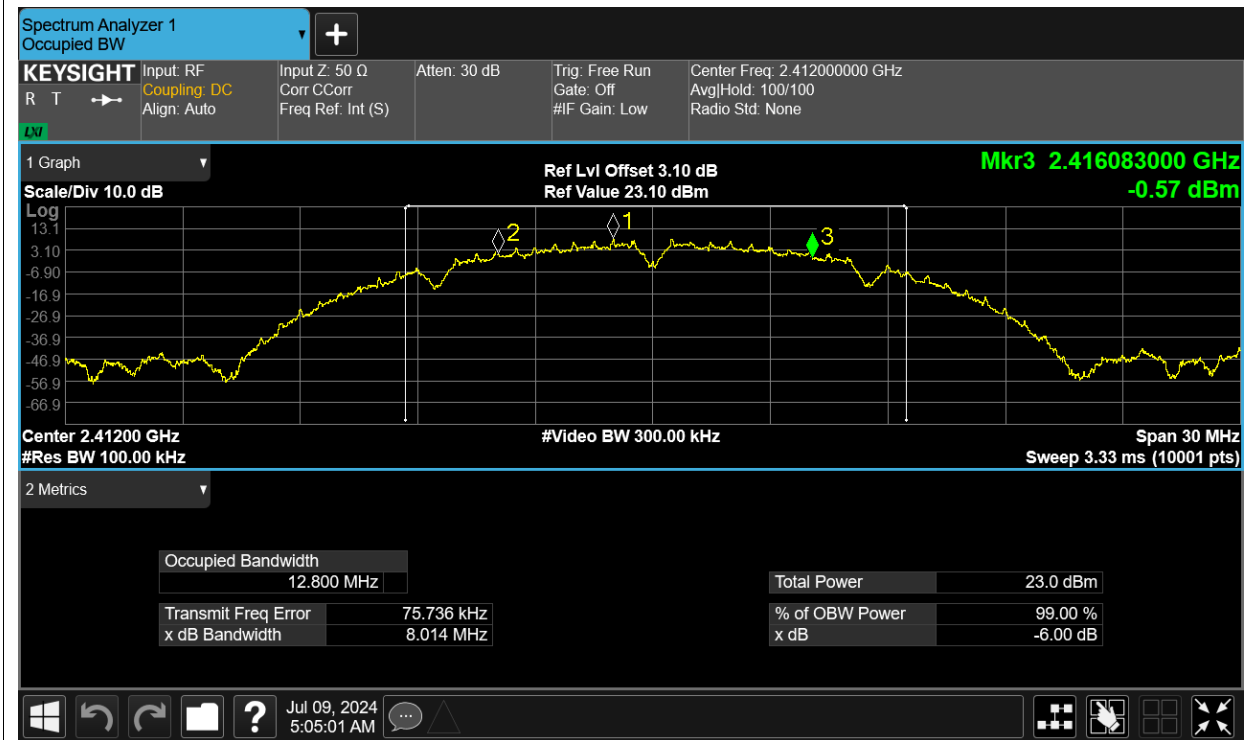 Spectrum Analyzer 1
Occupied BW
KEYSIGHT
R T
LXI
Input: RF
Coupling: DC
Align: Auto
Input Z: 50 Ω
Corr CCorr
Freq Ref: Int (S)
Atten: 30 dB
Trig: Free Run
Gate: Off
#IF Gain: Low
Center Freq: 2.412000000 GHz
Avg|Hold: 100/100
Radio Std: None
1 Graph
Scale/Div 10.0 dB
Ref Lvl Offset 3.10 dB
Ref Value 23.10 dBm
Mkr3 2.416083000 GHz
-0.57 dBm
Log
13.1
3.10
-6.90
-16.9
-26.9
-36.9
-46.9
-56.9
-66.9
2
1
3
Center 2.41200 GHz
#Video BW 300.00 kHz
Span 30 MHz
#Res BW 100.00 kHz
Sweep 3.33 ms (10001 pts)
2 Metrics
Occupied Bandwidth
12.800 MHz
Total Power 23.0 dBm
Transmit Freq Error 75.736 kHz
% of OBW Power 99.00 %
x dB Bandwidth 8.014 MHz
x dB -6.00 dB
?
Jul 09, 2024
5:05:01 AM